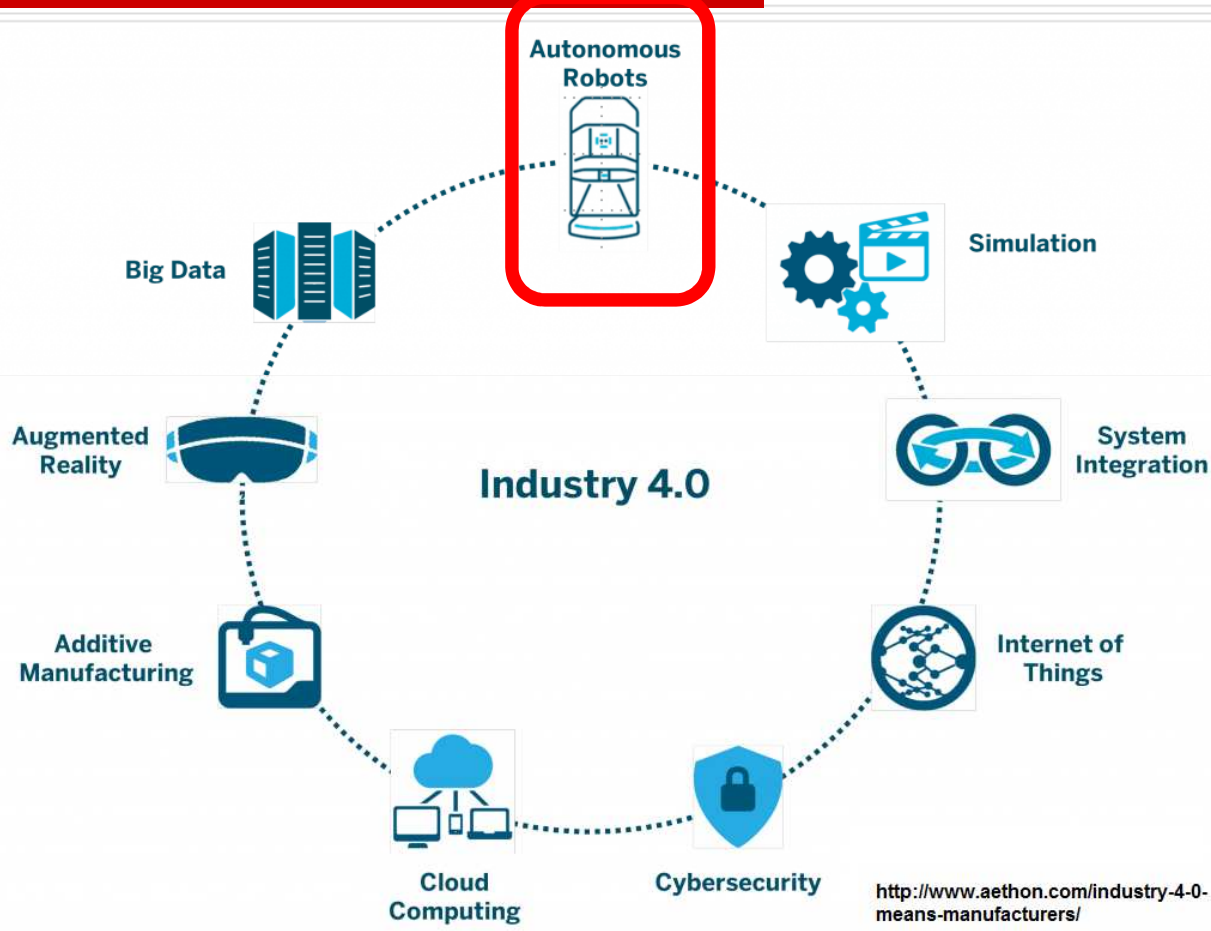 Autonomous
Robots
Simulation
Big Data
Augmented
Reality
System
Integration
Industry 4.0
Additive
Manufacturing
Internet of
Things
Cloud
Computing
Cybersecurity
http://www.aethon.com/industry-4-0-
means-manufacturers/